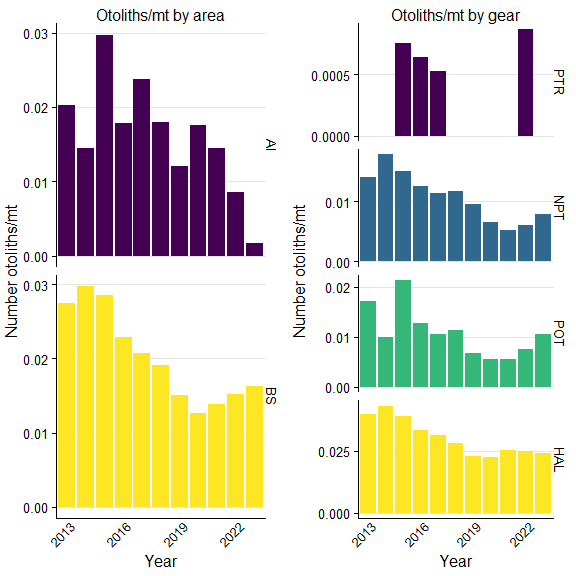 Otoliths/mt by area
Number otoliths/mt
0.03
0.02
0.01
0.00
AI
0.03
0.02
0.01
0.00
BS
2013
2016
2019
2022
Year
Otoliths/mt by gear
Number otoliths/mt
0.0005
0.0000
PTR
0.01
0.00
NPT
0.02
0.01
0.00
POT
0.025
0.000
HAL
2013
2016
2019
2022
Year